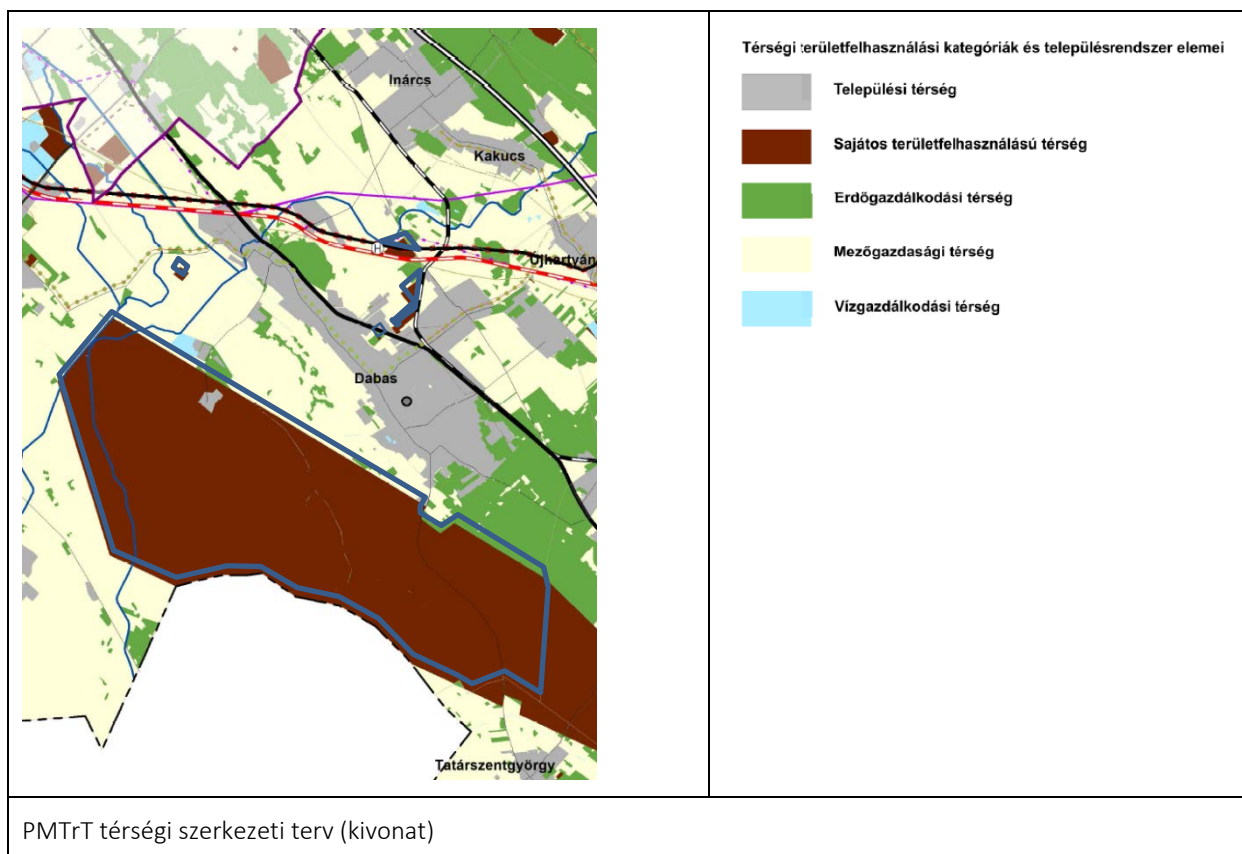 Inárcs
Kakucs
H
Újhartyán
Dabas
Tatárszentgyörgy
Térségi területfelhasználási kategóriák és településrendszer elemei
Települési térség
Sajátos területfelhasználású térség
Erdőgazdálkodási térség
Mezőgazdasági térség
Vízgazdálkodási térség
PMTrT térségi szerkezeti terv (kivonat)